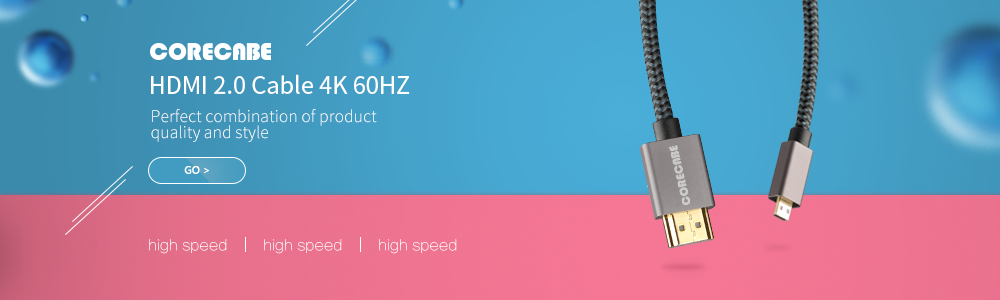 CORECABE
HDMI 2.0 Cable 4K 60HZ
Perfect combination of product
quality and style
GO >
CORECABE
high speed | high speed | high speed